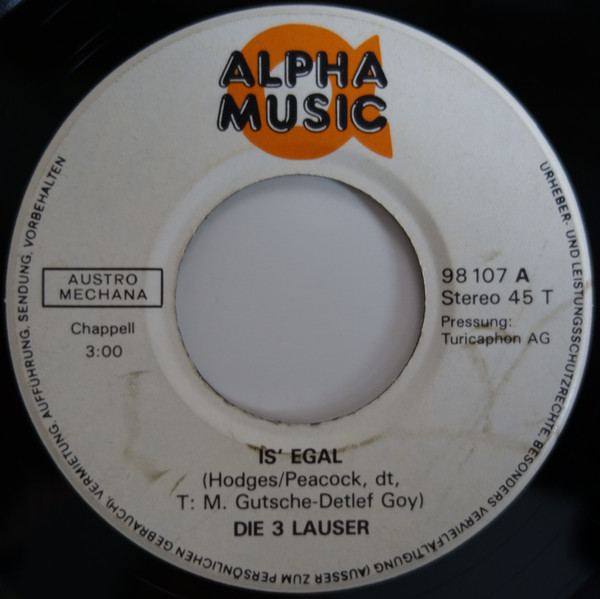 ALPHA
MUSIC
AUSTRO
MECHANA
Chappell
3:00
98 107 A
Stereo 45 T
Pressung:
Turicaphon AG
IS' EGAL
(Hodges/Peacock, dt,
T: M. Gutsche-Detlef Goy)
DIE 3 LAUSER
URHEBER- UND LEISTUNGSSCHUTZRECHTE BESONDERS VERVIELFÄLTIGUNG (AUSSER ZUM PERSÖNLICHEN GEBRAUCH), VERMIETUNG, AUFFÜHRUNG, SENDUNG, VORBEHALTEN